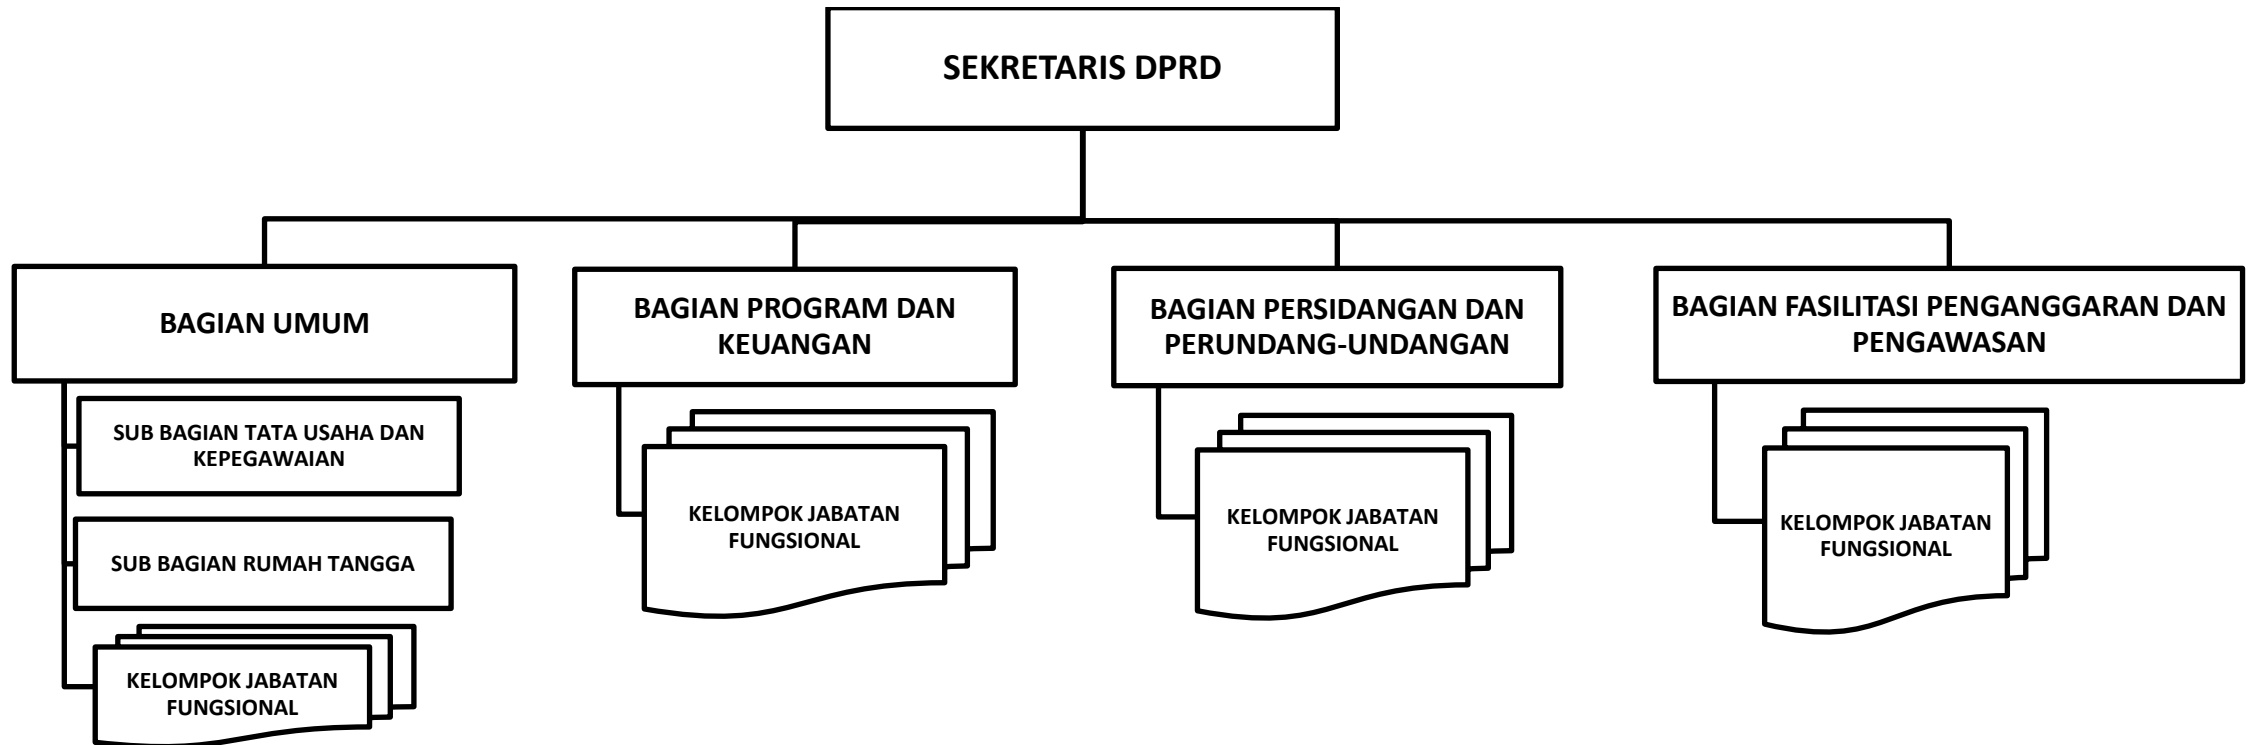 SEKRETARIS DPRD
BAGIAN UMUM
SUB BAGIAN TATA USAHA DAN
KEPEGAWAIAN
SUB BAGIAN RUMAH TANGGA
KELOMPOK JABATAN
FUNGSIONAL
BAGIAN PROGRAM DAN
KEUANGAN
KELOMPOK JABATAN
FUNGSIONAL
BAGIAN PERSIDANGAN DAN
PERUNDANG-UNDANGAN
KELOMPOK JABATAN
FUNGSIONAL
BAGIAN FASILITASI PENGANGGARAN DAN
PENGAWASAN
KELOMPOK JABATAN
FUNGSIONAL